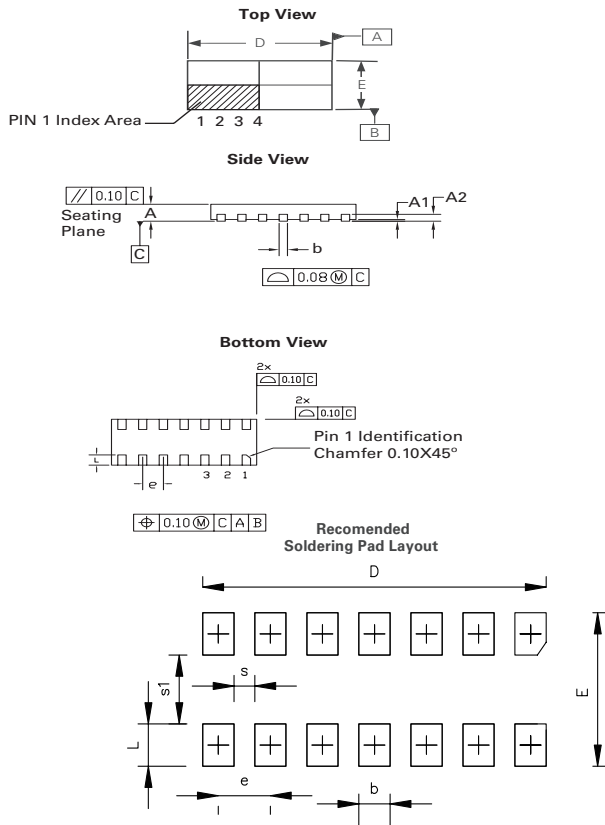 Top View
D
A
E
B
PIN 1 Index Area
1 2 3 4
Side View
// 0.10 C
A
A1
A2
Seating
Plane
C
b
⌓ 0.08 Ⓜ C
Bottom View
2x
⌓ 0.10 C
2x
⌓ 0.10 C
Pin 1 Identification
Chamfer 0.10X45°
L
e
3 2 1
⌖ 0.10 Ⓜ C A B
Recomended
Soldering Pad Layout
D
s1
s
E
L
e
b